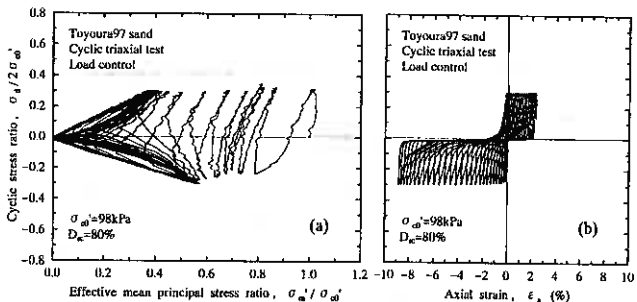 Toyoura97 sand
Cyclic triaxial test
Load control
σc0'=98kPa
Drc=80%
(a)
Cyclic stress ratio, σd/2σc0'
0.8
0.6
0.4
0.2
-0.0
-0.2
-0.4
-0.6
-0.8
0.0 0.2 0.4 0.6 0.8 1.0 1.2
Effective mean principal stress ratio, σm'/σc0'
Toyoura97 sand
Cyclic triaxial test
Load control
σc0'=98kPa
Drc=80%
(b)
-10 -8 -6 -4 -2 0 2 4 6 8 10
Axial strain, εa (%)